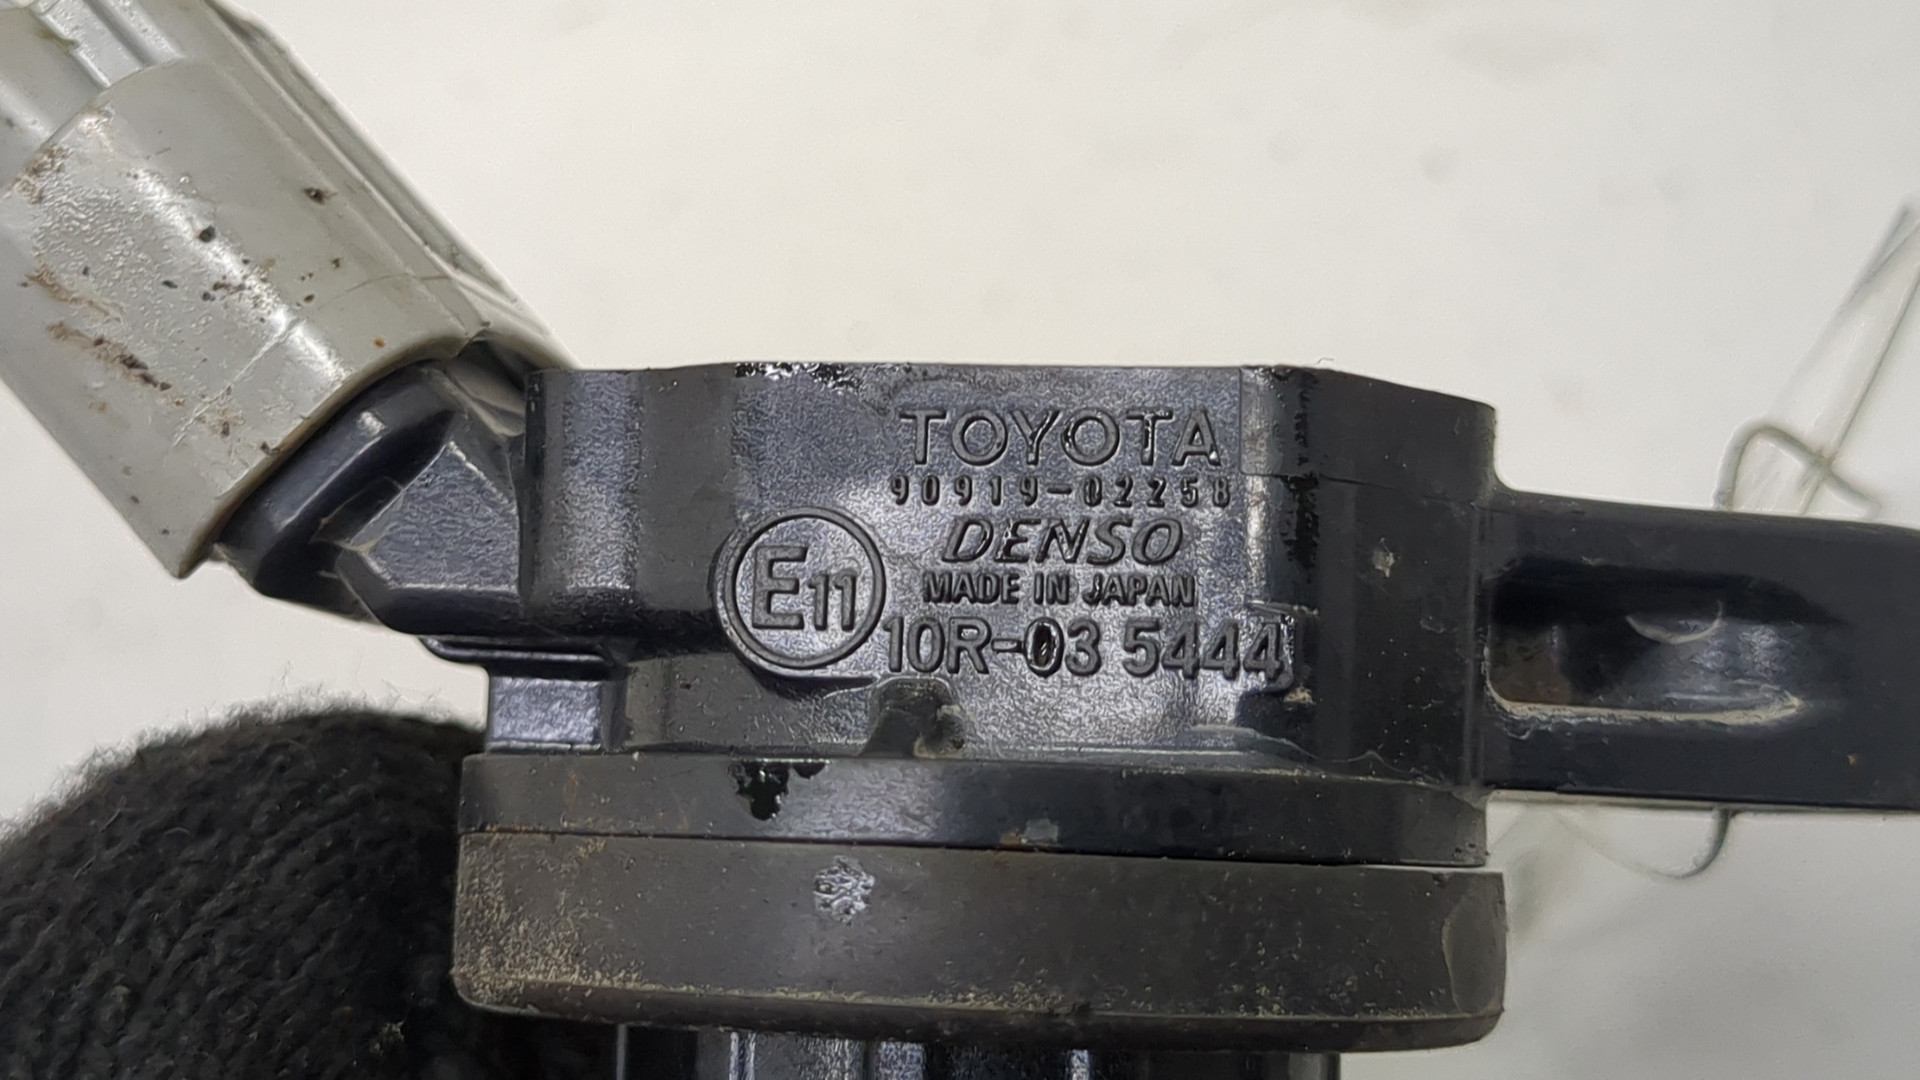 TOYOTA
90919-02258
DENSO
MADE IN JAPAN
E11
10R-03 5444